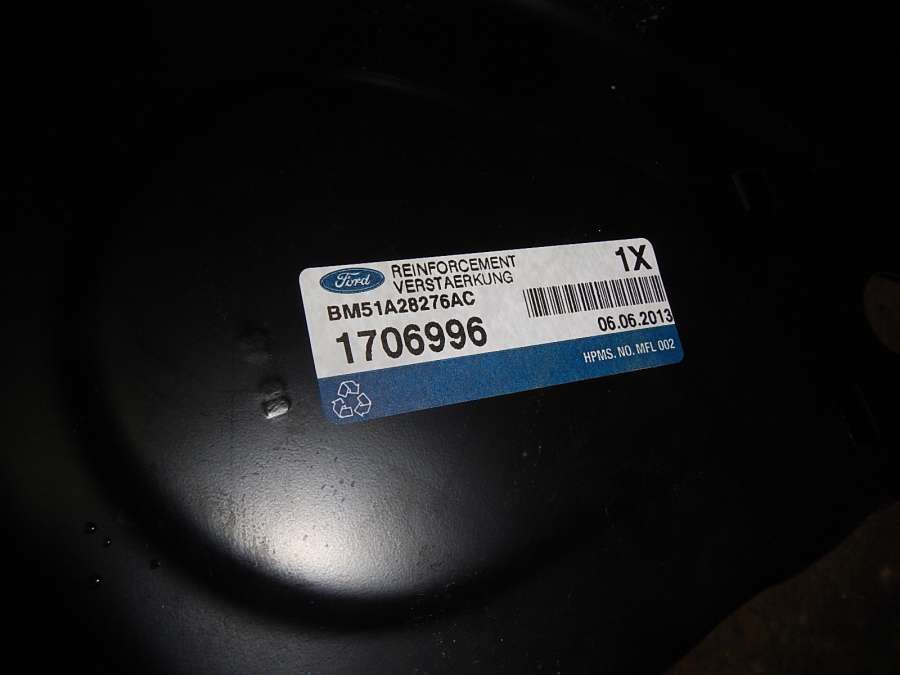 Ford
REINFORCEMENT
VERSTAERKUNG
1X
BM51A28276AC
1706996
06.06.2013
HPMS. NO. MFL 002